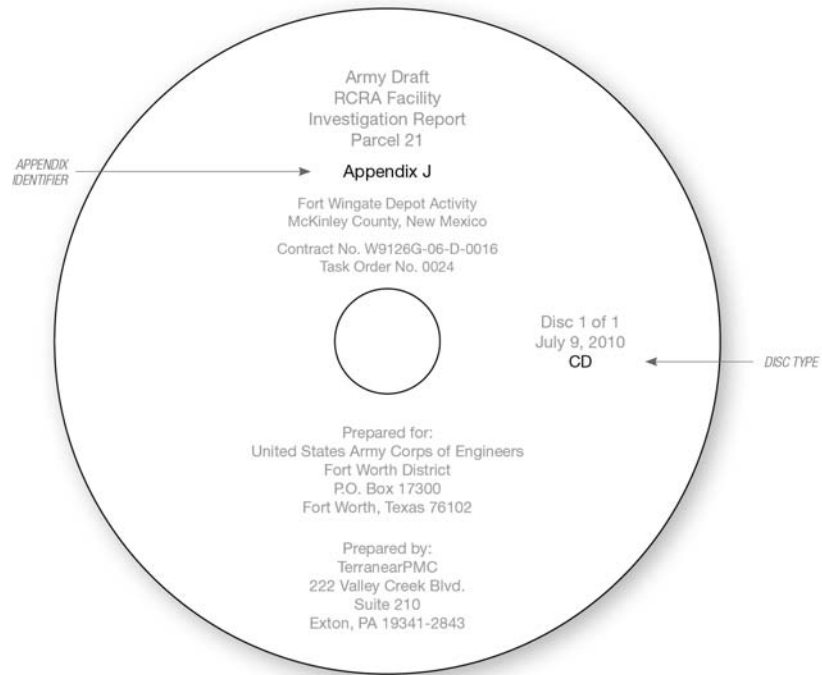 Army Draft
RCRA Facility
Investigation Report
Parcel 21
APPENDIX
IDENTIFIER
Appendix J
Fort Wingate Depot Activity
McKinley County, New Mexico
Contract No. W9126G-06-D-0016
Task Order No. 0024
Disc 1 of 1
July 9, 2010
CD
DISC TYPE
Prepared for:
United States Army Corps of Engineers
Fort Worth District
P.O. Box 17300
Fort Worth, Texas 76102
Prepared by:
TerranearPMC
222 Valley Creek Blvd.
Suite 210
Exton, PA 19341-2843